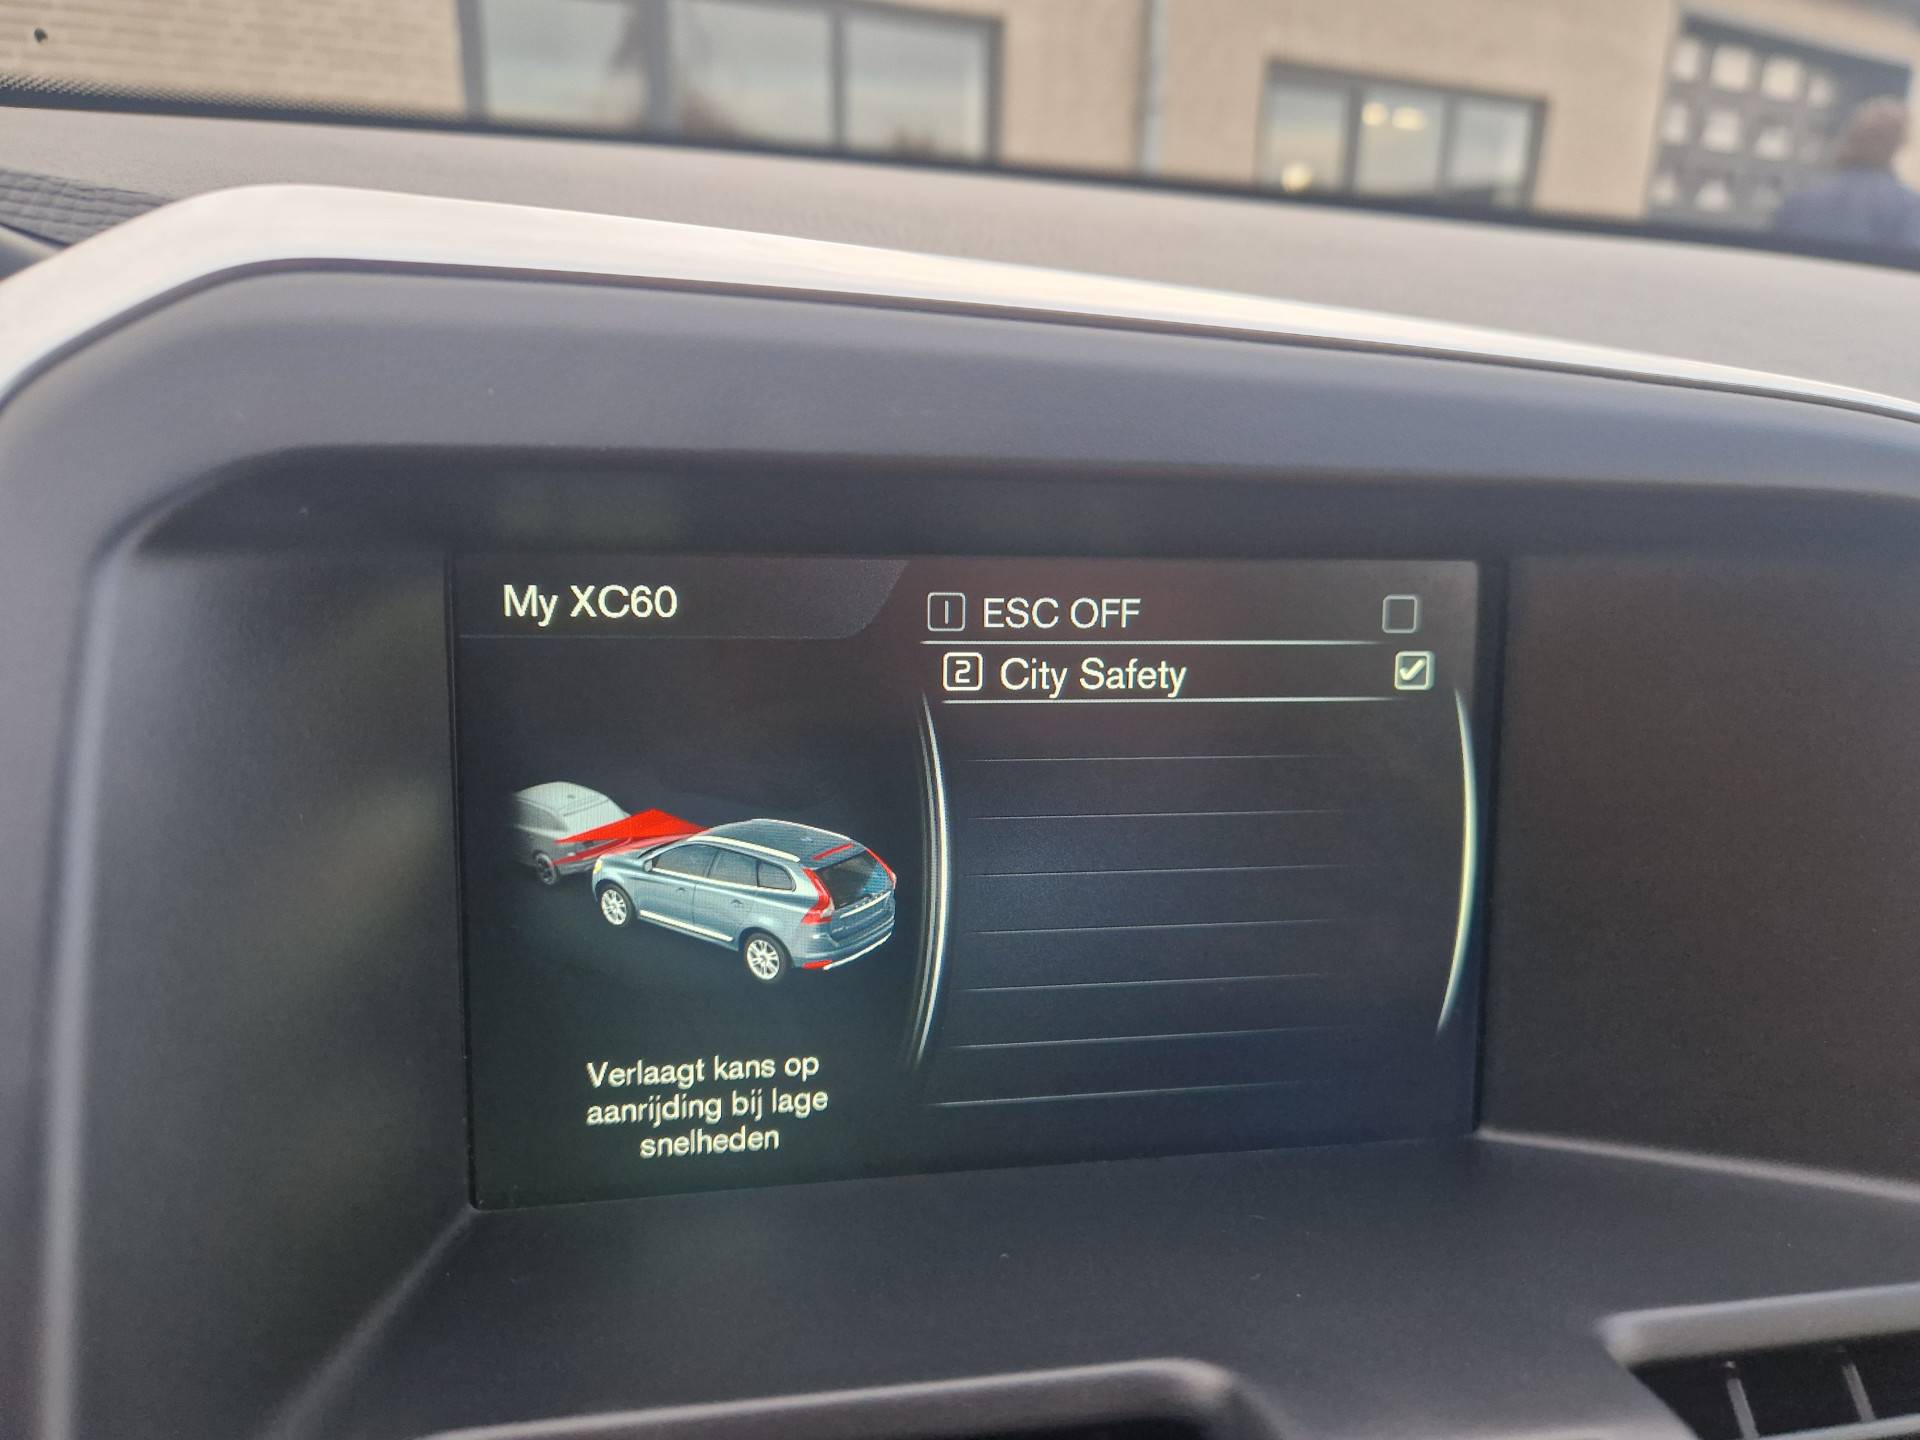 My XC60
1 ESC OFF
2 City Safety
Verlaagt kans op
aanrijding bij lage
snelheden